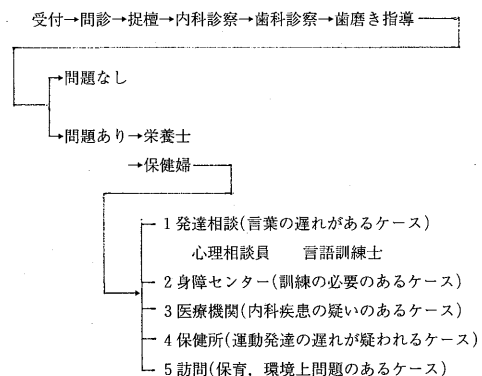 受付→問診→捉檀→内科診察→歯科診察→歯磨き指導
→問題なし
→問題あり→栄養士
→保健婦
1 発達相談(言葉の遅れがあるケース)
心理相談員 言語訓練士
2 身障センター(訓練の必要のあるケース)
3 医療機関(内科疾患の疑いのあるケース)
4 保健所(運動発達の遅れが疑われるケース)
5 訪問(保育，環境上問題のあるケース)